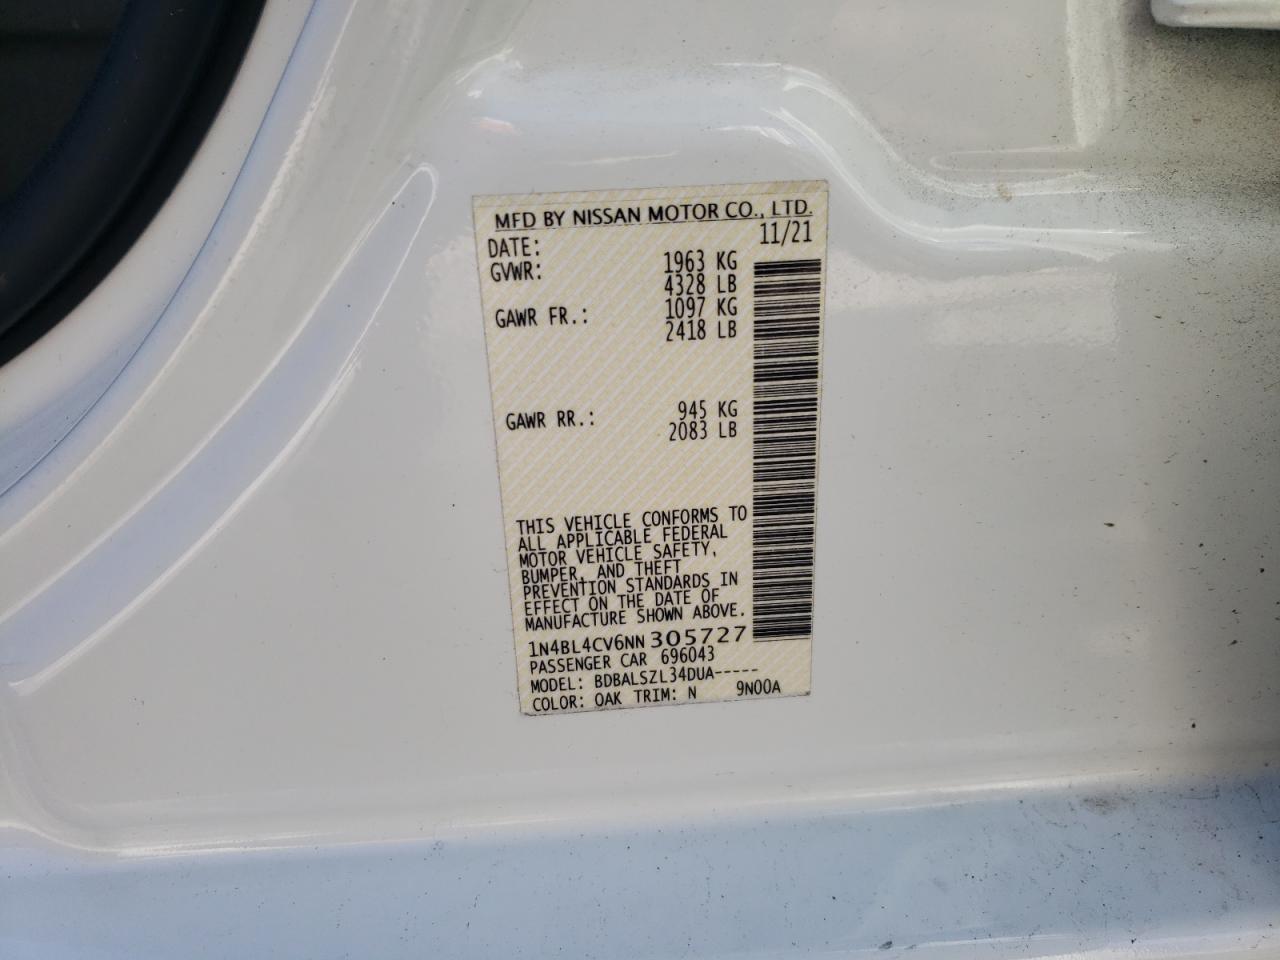 MFD BY NISSAN MOTOR CO., LTD.
DATE: 11/21
GVWR: 1963 KG
4328 LB
GAWR FR.: 1097 KG
2418 LB
GAWR RR.: 945 KG
2083 LB
THIS VEHICLE CONFORMS TO
ALL APPLICABLE FEDERAL
MOTOR VEHICLE SAFETY,
BUMPER, AND THEFT
PREVENTION STANDARDS IN
EFFECT ON THE DATE OF
MANUFACTURE SHOWN ABOVE.
1N4BL4CV6NN305727
PASSENGER CAR 696043
MODEL: BDBALSZL34DUA-----
COLOR: OAK TRIM: N 9N00A